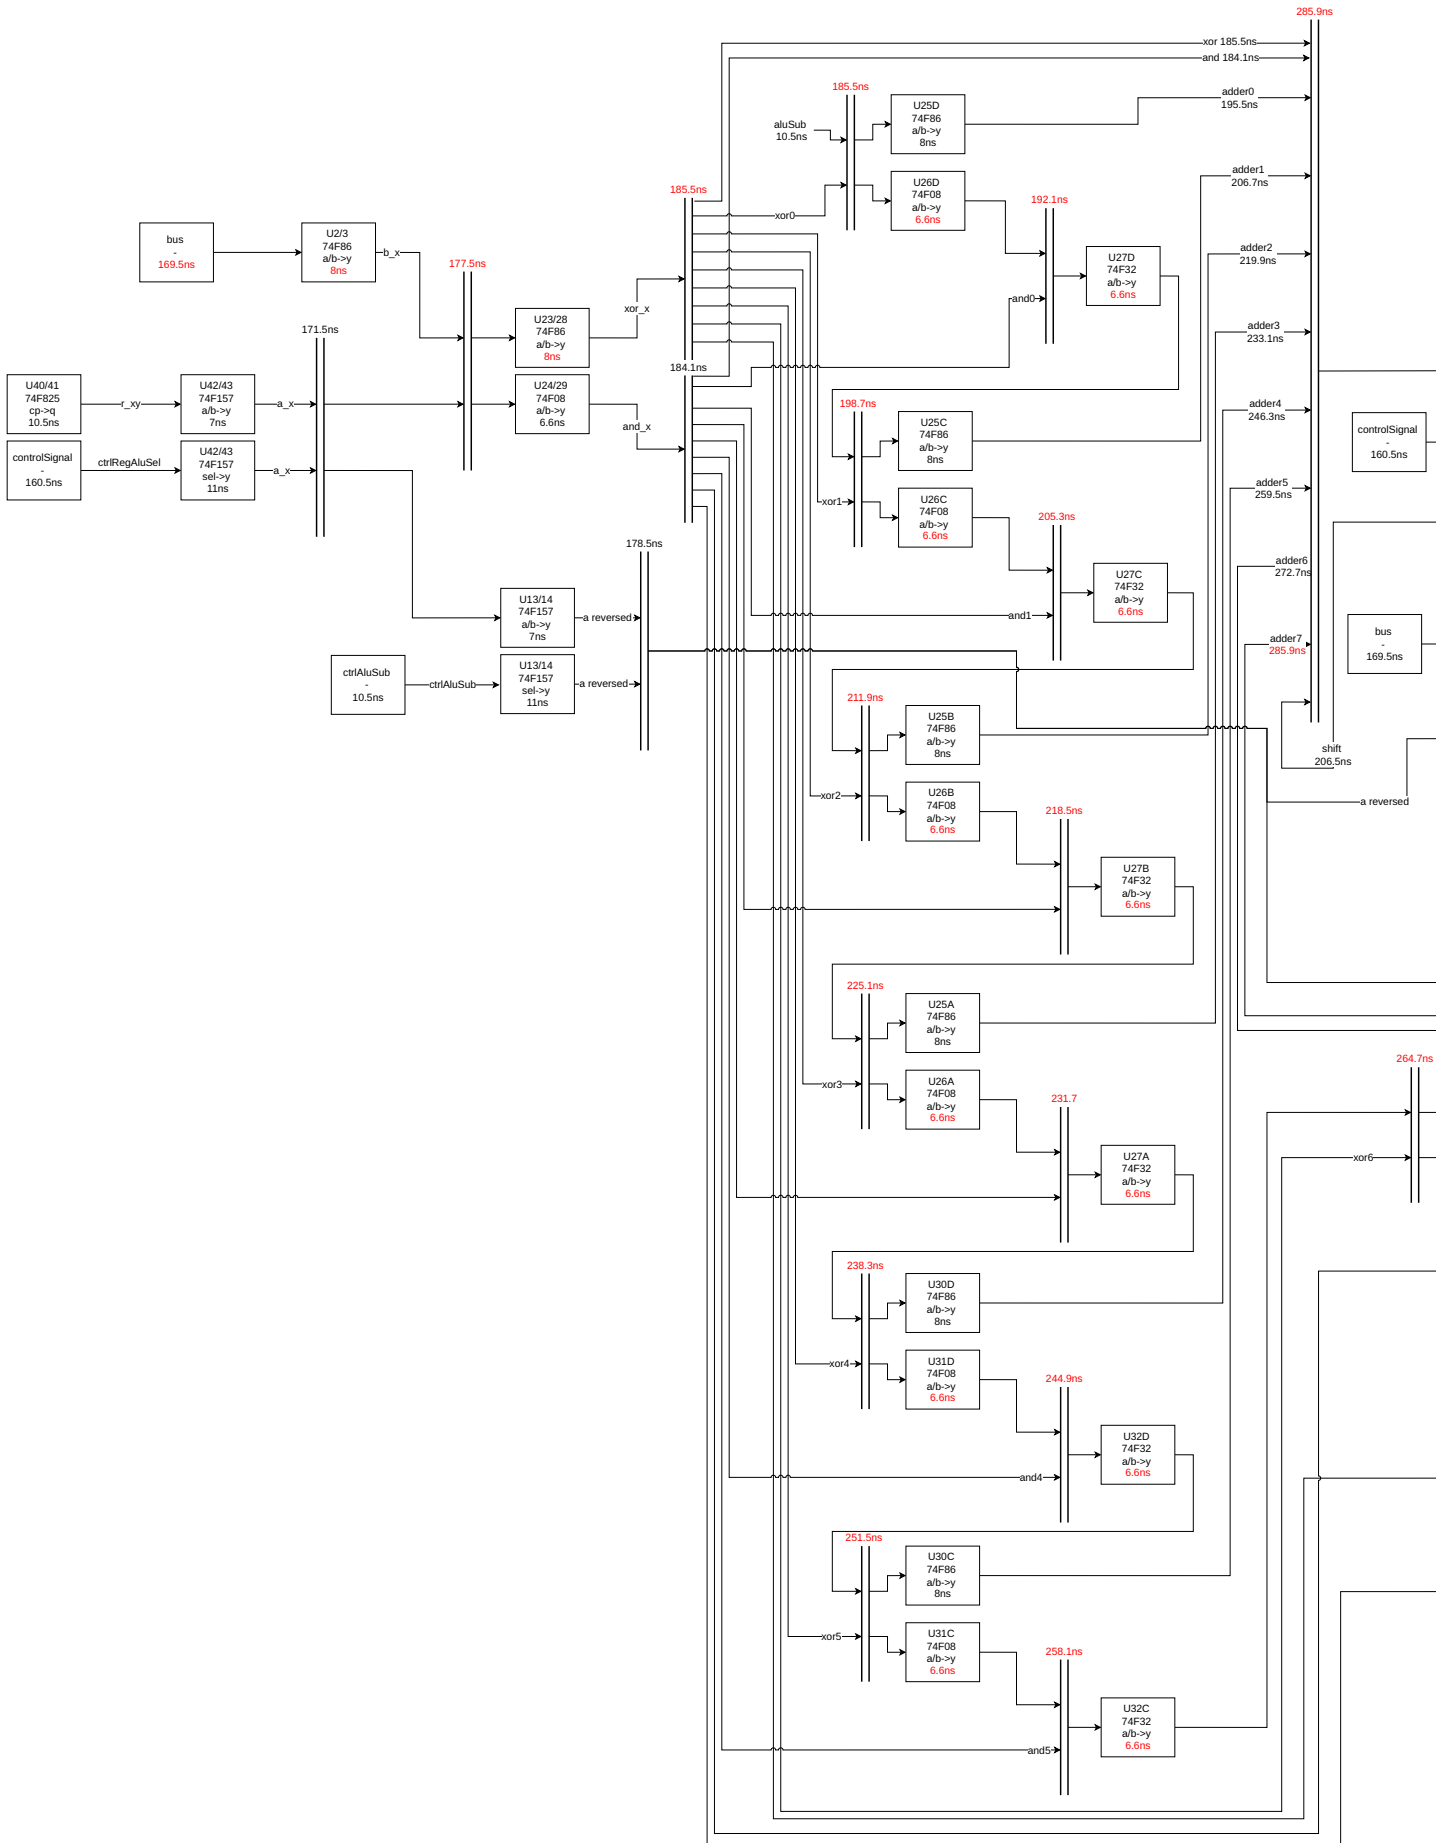 285.9ns
xor 185.5ns
and 184.1ns
185.5ns
adder0
195.5ns
aluSub
10.5ns
U25D
74F86
a/b->y
8ns
U26D
74F08
a/b->y
6.6ns
adder1
206.7ns
185.5ns
xor0
192.1ns
bus
-
169.5ns
U2/3
74F86
a/b->y
8ns
b_x
177.5ns
U27D
74F32
a/b->y
6.6ns
adder2
219.9ns
and0
xor_x
U23/28
74F86
a/b->y
8ns
171.5ns
adder3
233.1ns
184.1ns
U40/41
74F825
cp->q
10.5ns
r_xy
U42/43
74F157
a/b->y
7ns
a_x
U24/29
74F08
a/b->y
6.6ns
and_x
198.7ns
U25C
74F86
a/b->y
8ns
adder4
246.3ns
controlSignal
-
160.5ns
ctrlRegAluSel
U42/43
74F157
sel->y
11ns
a_x
controlSignal
-
160.5ns
xor1
U26C
74F08
a/b->y
6.6ns
adder5
259.5ns
205.3ns
178.5ns
U27C
74F32
a/b->y
6.6ns
adder6
272.7ns
U13/14
74F157
a/b->y
7ns
a reversed
and1
bus
-
169.5ns
adder7
285.9ns
ctrlAluSub
-
10.5ns
ctrlAluSub
U13/14
74F157
sel->y
11ns
a reversed
211.9ns
U25B
74F86
a/b->y
8ns
shift
206.5ns
xor2
a reversed
U26B
74F08
a/b->y
6.6ns
218.5ns
U27B
74F32
a/b->y
6.6ns
225.1ns
U25A
74F86
a/b->y
8ns
264.7ns
xor3
U26A
74F08
a/b->y
6.6ns
231.7
U27A
74F32
a/b->y
6.6ns
xor6
238.3ns
U30D
74F86
a/b->y
8ns
xor4
U31D
74F08
a/b->y
6.6ns
244.9ns
U32D
74F32
a/b->y
6.6ns
and4
251.5ns
U30C
74F86
a/b->y
8ns
xor5
U31C
74F08
a/b->y
6.6ns
258.1ns
U32C
74F32
a/b->y
6.6ns
and5